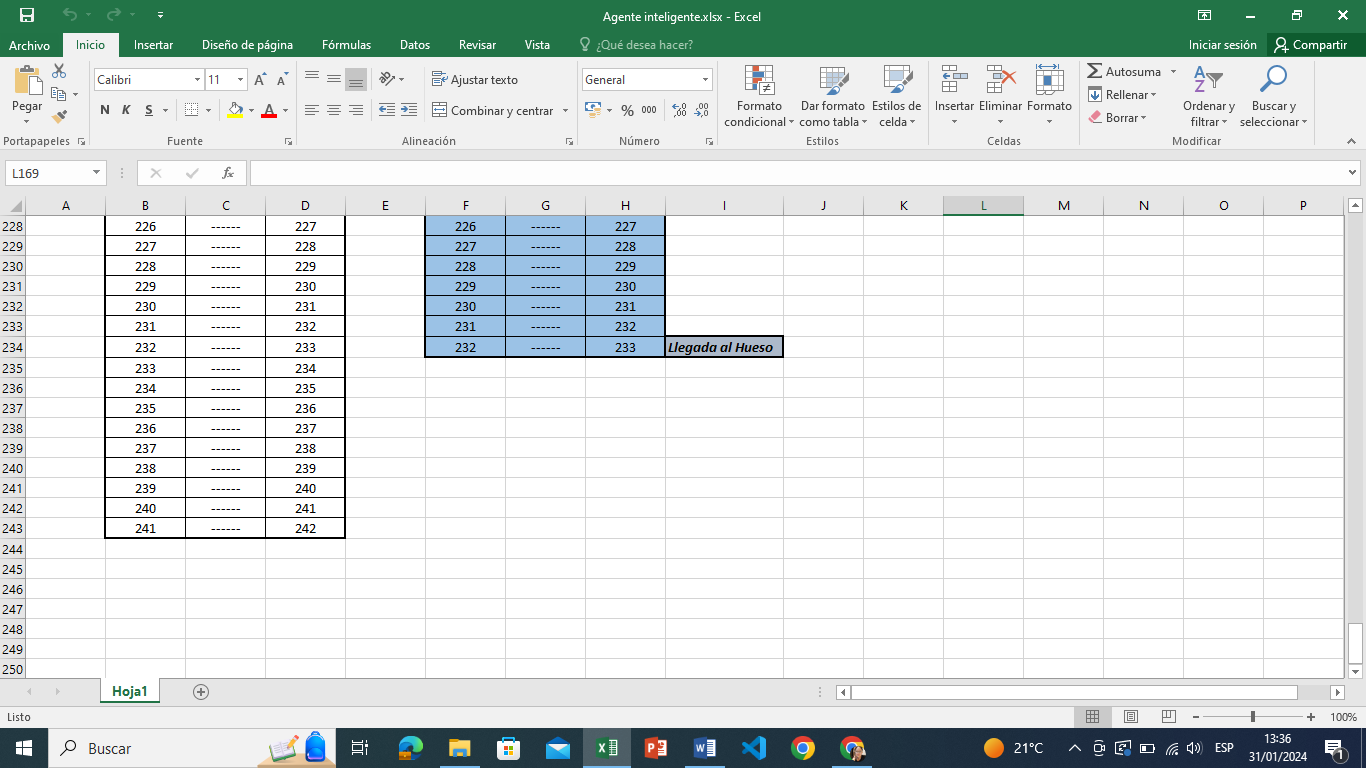 Agente inteligente.xlsx - Excel
Archivo Inicio Insertar Diseño de página Fórmulas Datos Revisar Vista ¿Qué desea hacer? Iniciar sesión Compartir
Pegar
Calibri 11
N K S
Ajustar texto
Combinar y centrar
General
% 000
Formato condicional
Dar formato como tabla
Estilos de celda
Insertar Eliminar Formato
Autosuma
Rellenar
Borrar
Ordenar y filtrar
Buscar y seleccionar
Portapapeles Fuente Alineación Número Estilos Celdas Modificar
L169 fx
A B C D E F G H I J K L M N O P
228 226 ------ 227 226 ------ 227
229 227 ------ 228 227 ------ 228
230 228 ------ 229 228 ------ 229
231 229 ------ 230 229 ------ 230
232 230 ------ 231 230 ------ 231
233 231 ------ 232 231 ------ 232
234 232 ------ 233 232 ------ 233 Llegada al Hueso
235 233 ------ 234
236 234 ------ 235
237 235 ------ 236
238 236 ------ 237
239 237 ------ 238
240 238 ------ 239
241 239 ------ 240
242 240 ------ 241
243 241 ------ 242
244
245
246
247
248
249
250
Hoja1
Listo 100%
Buscar 21°C ESP 13:36
31/01/2024 1